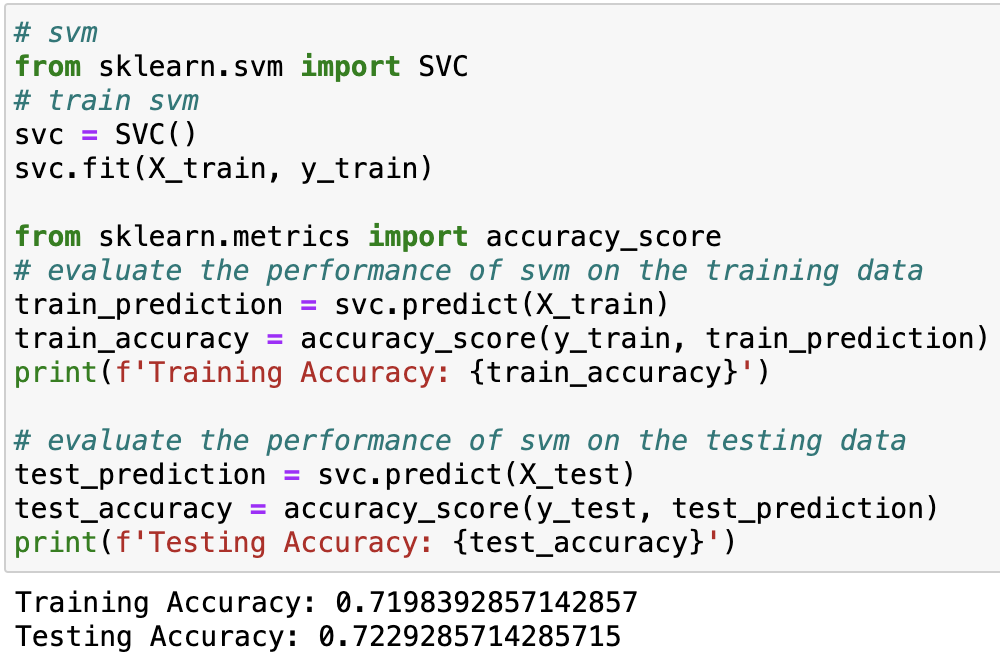 # svm
from sklearn.svm import SVC
# train svm
svc = SVC()
svc.fit(X_train, y_train)
from sklearn.metrics import accuracy_score
# evaluate the performance of svm on the training data
train_prediction = svc.predict(X_train)
train_accuracy = accuracy_score(y_train, train_prediction)
print(f'Training Accuracy: {train_accuracy}')
# evaluate the performance of svm on the testing data
test_prediction = svc.predict(X_test)
test_accuracy = accuracy_score(y_test, test_prediction)
print(f'Testing Accuracy: {test_accuracy}')
Training Accuracy: 0.7198392857142857
Testing Accuracy: 0.7229285714285715